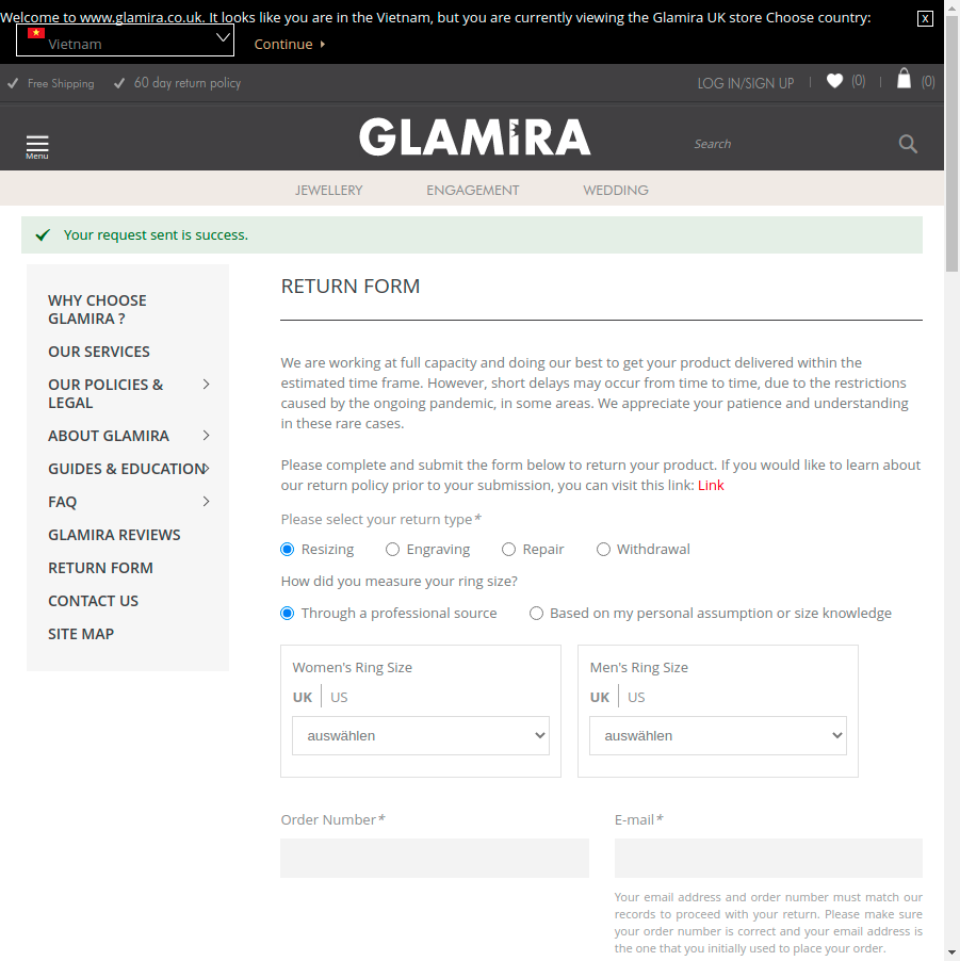 Welcome to www.glamira.co.uk. It looks like you are in the Vietnam, but you are currently viewing the Glamira UK store Choose country:
X
Vietnam
Continue
Free Shipping
60 day return policy
LOG IN/SIGN UP
(0)
(0)
Menu
GLAMIRA
Search
JEWELLERY
ENGAGEMENT
WEDDING
Your request sent is success.
WHY CHOOSE
GLAMIRA ?
OUR SERVICES
OUR POLICIES &
LEGAL
ABOUT GLAMIRA
GUIDES & EDUCATION
FAQ
GLAMIRA REVIEWS
RETURN FORM
CONTACT US
SITE MAP
RETURN FORM
We are working at full capacity and doing our best to get your product delivered within the
estimated time frame. However, short delays may occur from time to time, due to the restrictions
caused by the ongoing pandemic, in some areas. We appreciate your patience and understanding
in these rare cases.
Please complete and submit the form below to return your product. If you would like to learn about
our return policy prior to your submission, you can visit this link: Link
Please select your return type*
Resizing
Engraving
Repair
Withdrawal
How did you measure your ring size?
Through a professional source
Based on my personal assumption or size knowledge
Women's Ring Size
UK
US
auswählen
Men's Ring Size
UK
US
auswählen
Order Number*
E-mail*
Your email address and order number must match our
records to proceed with your return. Please make sure
your order number is correct and your email address is
the one that you initially used to place your order.